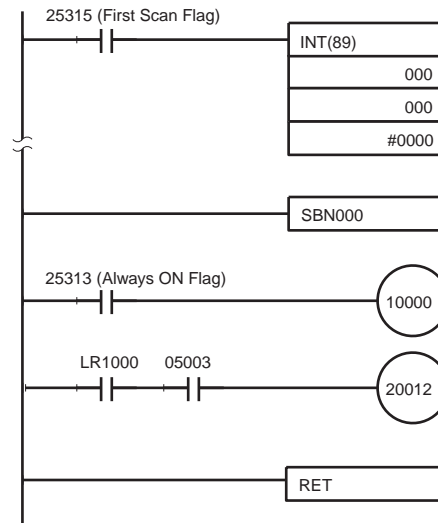 25315 (First Scan Flag)
INT(89)
000
000
#0000
SBN000
25313 (Always ON Flag)
10000
LR1000 05003
20012
RET